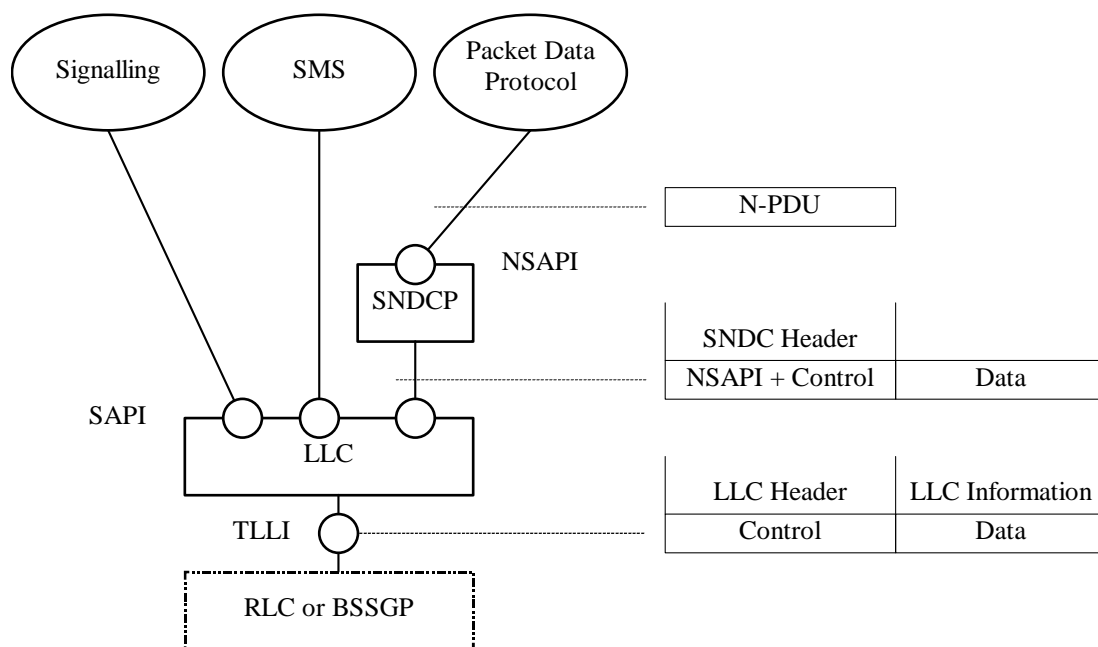 Signalling
SMS
Packet Data
Protocol
N-PDU
NSAPI
SNDCP
SNDC Header
NSAPI + Control
Data
SAPI
LLC
LLC Header
LLC Information
TLLI
Control
Data
RLC or BSSGP